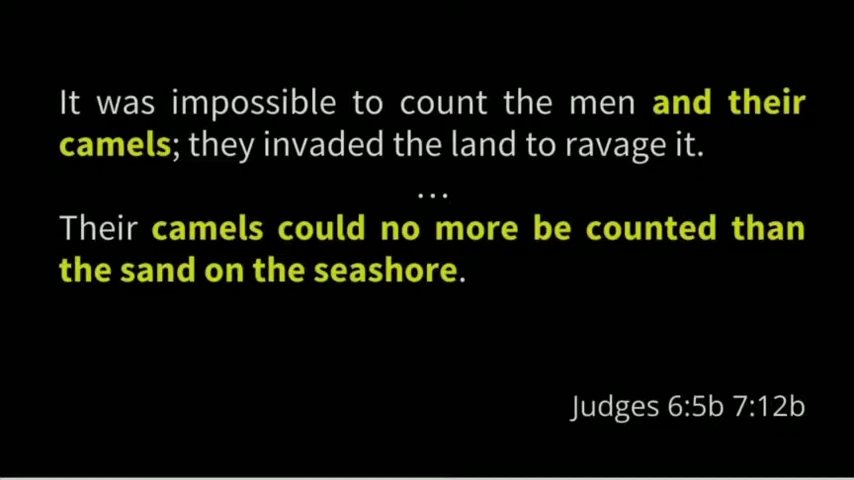 It was impossible to count the men and their
camels; they invaded the land to ravage it.
...
Their camels could no more be counted than
the sand on the seashore.
Judges 6:5b 7:12b